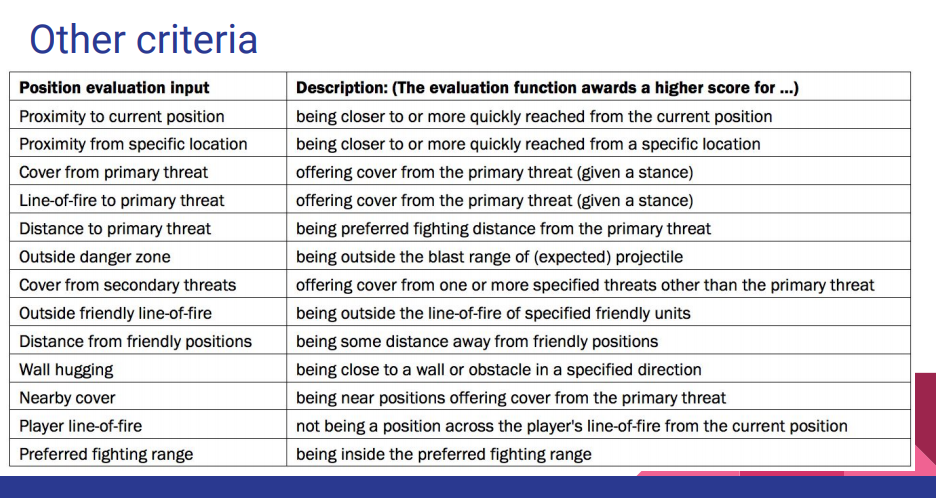 Other criteria
Position evaluation input Description: (The evaluation function awards a higher score for ...)
Proximity to current position being closer to or more quickly reached from the current position
Proximity from specific location being closer to or more quickly reached from a specific location
Cover from primary threat offering cover from the primary threat (given a stance)
Line-of-fire to primary threat offering cover from the primary threat (given a stance)
Distance to primary threat being preferred fighting distance from the primary threat
Outside danger zone being outside the blast range of (expected) projectile
Cover from secondary threats offering cover from one or more specified threats other than the primary threat
Outside friendly line-of-fire being outside the line-of-fire of specified friendly units
Distance from friendly positions being some distance away from friendly positions
Wall hugging being close to a wall or obstacle in a specified direction
Nearby cover being near positions offering cover from the primary threat
Player line-of-fire not being a position across the player's line-of-fire from the current position
Preferred fighting range being inside the preferred fighting range